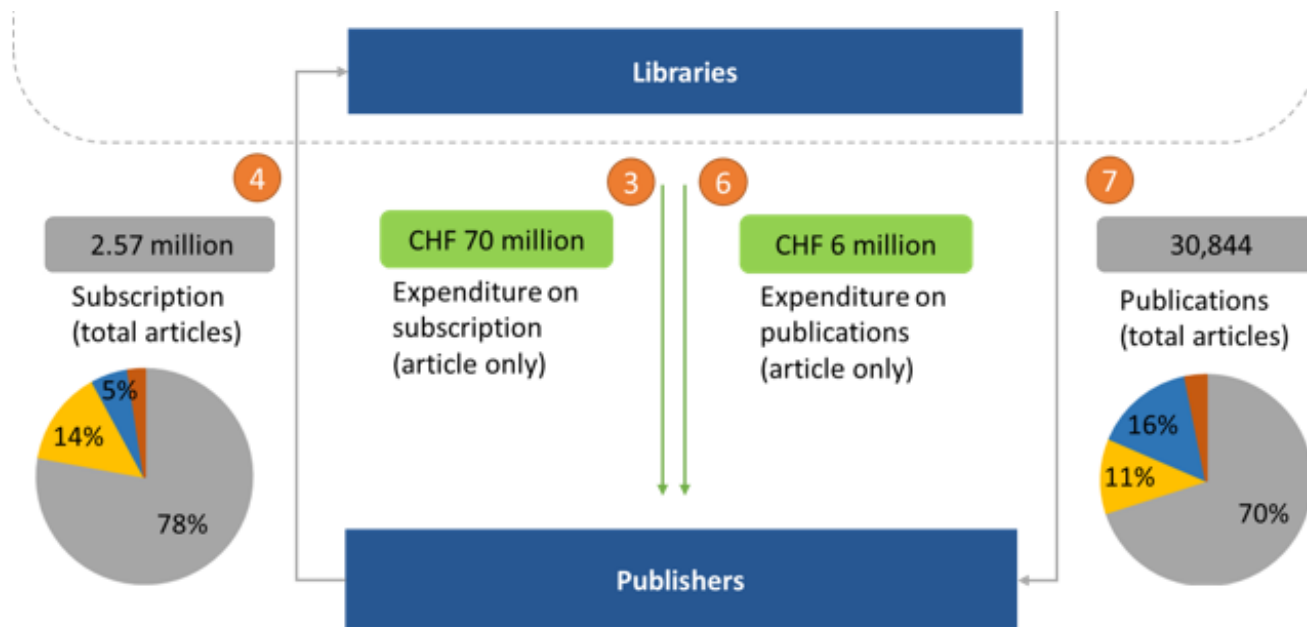 Libraries
4
3
6
7
2.57 million
CHF 70 million
CHF 6 million
30,844
Subscription
(total articles)
Expenditure on
subscription
(article only)
Expenditure on
publications
(article only)
Publications
(total articles)
5%
14%
78%
16%
11%
70%
Publishers